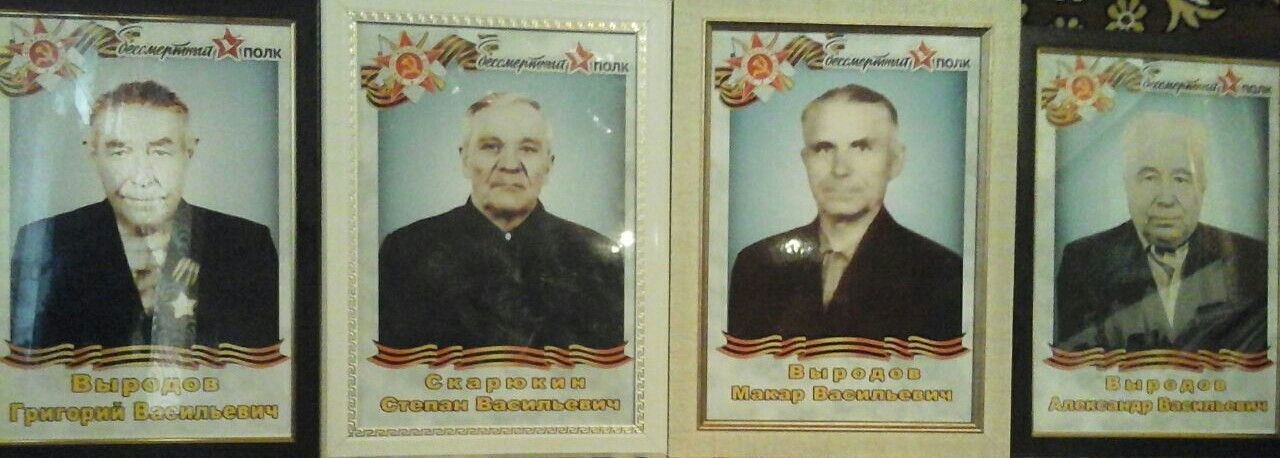 бессмертный полк
Выродов
Григорий Васильевич
бессмертный полк
Скарюкин
Степан Васильевич
бессмертный полк
Выродов
Макар Васильевич
бессмертный полк
Выродов
Александр Васильевич